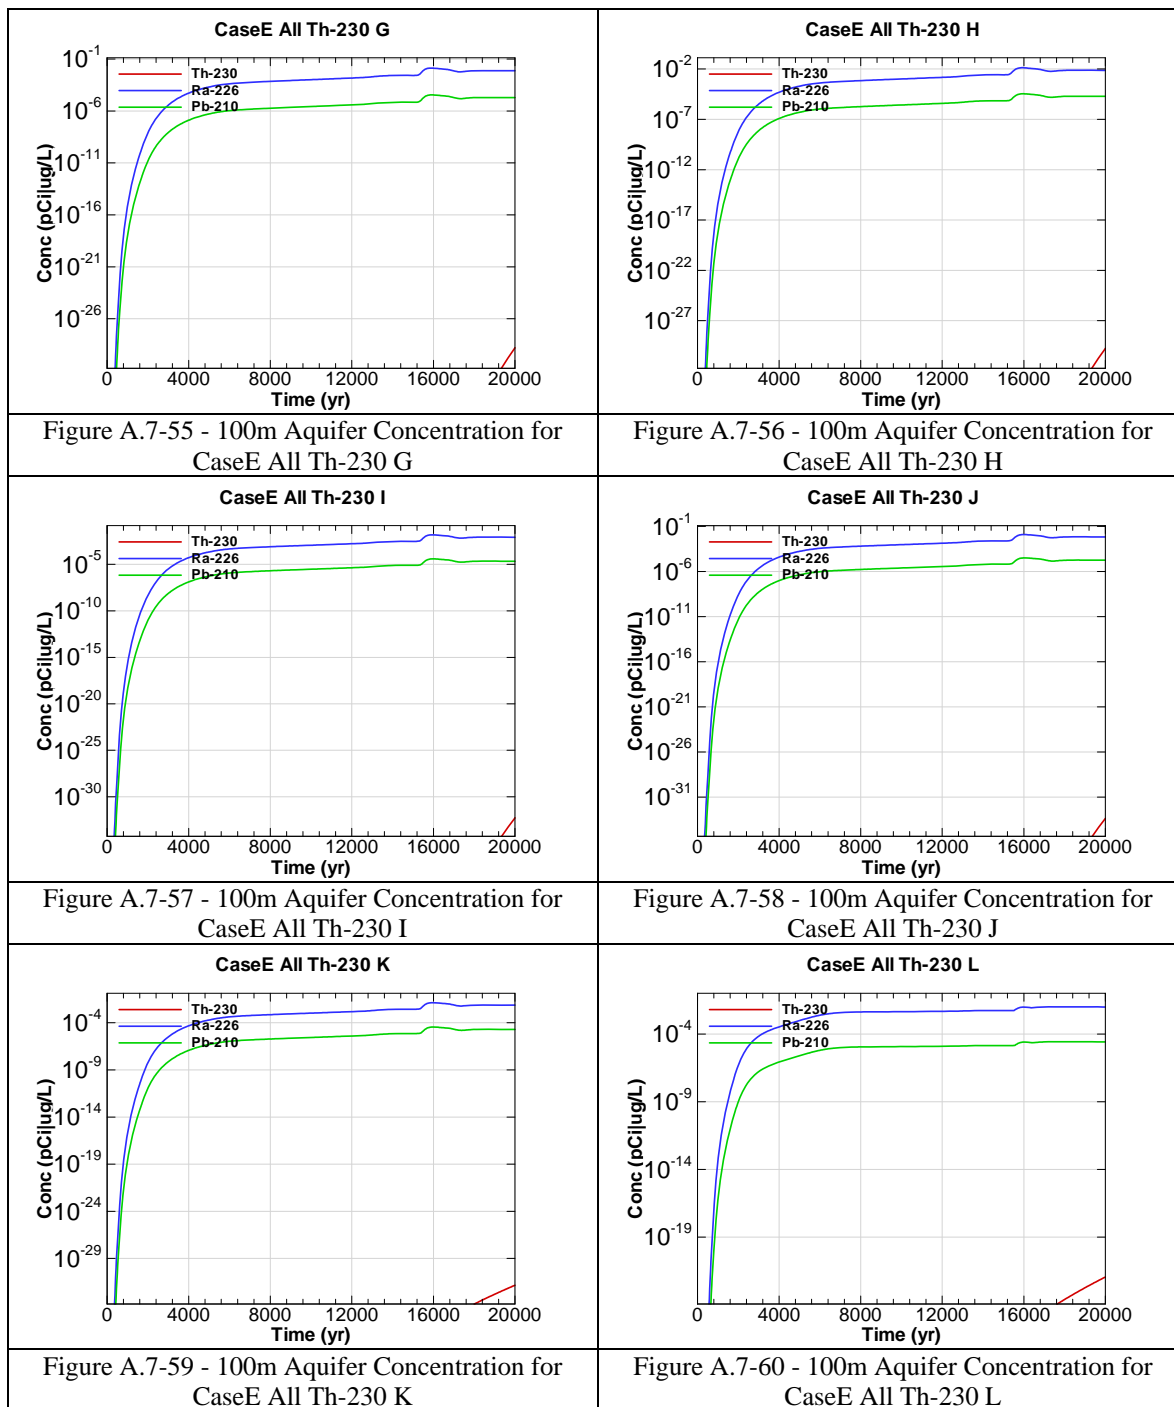 CaseE All Th-230 G
10-1
10-6
10-11
10-16
10-21
10-26
Conc (pCi|ug/L)
Th-230
Ra-226
Pb-210
0 4000 8000 12000 16000 20000
Time (yr)
Figure A.7-55 - 100m Aquifer Concentration for
CaseE All Th-230 G
CaseE All Th-230 H
10-2
10-7
10-12
10-17
10-22
10-27
Conc (pCi|ug/L)
Th-230
Ra-226
Pb-210
0 4000 8000 12000 16000 20000
Time (yr)
Figure A.7-56 - 100m Aquifer Concentration for
CaseE All Th-230 H
CaseE All Th-230 I
10-5
10-10
10-15
10-20
10-25
10-30
Conc (pCi|ug/L)
Th-230
Ra-226
Pb-210
0 4000 8000 12000 16000 20000
Time (yr)
Figure A.7-57 - 100m Aquifer Concentration for
CaseE All Th-230 I
CaseE All Th-230 J
10-1
10-6
10-11
10-16
10-21
10-26
10-31
Conc (pCi|ug/L)
Th-230
Ra-226
Pb-210
0 4000 8000 12000 16000 20000
Time (yr)
Figure A.7-58 - 100m Aquifer Concentration for
CaseE All Th-230 J
CaseE All Th-230 K
10-4
10-9
10-14
10-19
10-24
10-29
Conc (pCi|ug/L)
Th-230
Ra-226
Pb-210
0 4000 8000 12000 16000 20000
Time (yr)
Figure A.7-59 - 100m Aquifer Concentration for
CaseE All Th-230 K
CaseE All Th-230 L
10-4
10-9
10-14
10-19
Conc (pCi|ug/L)
Th-230
Ra-226
Pb-210
0 4000 8000 12000 16000 20000
Time (yr)
Figure A.7-60 - 100m Aquifer Concentration for
CaseE All Th-230 L